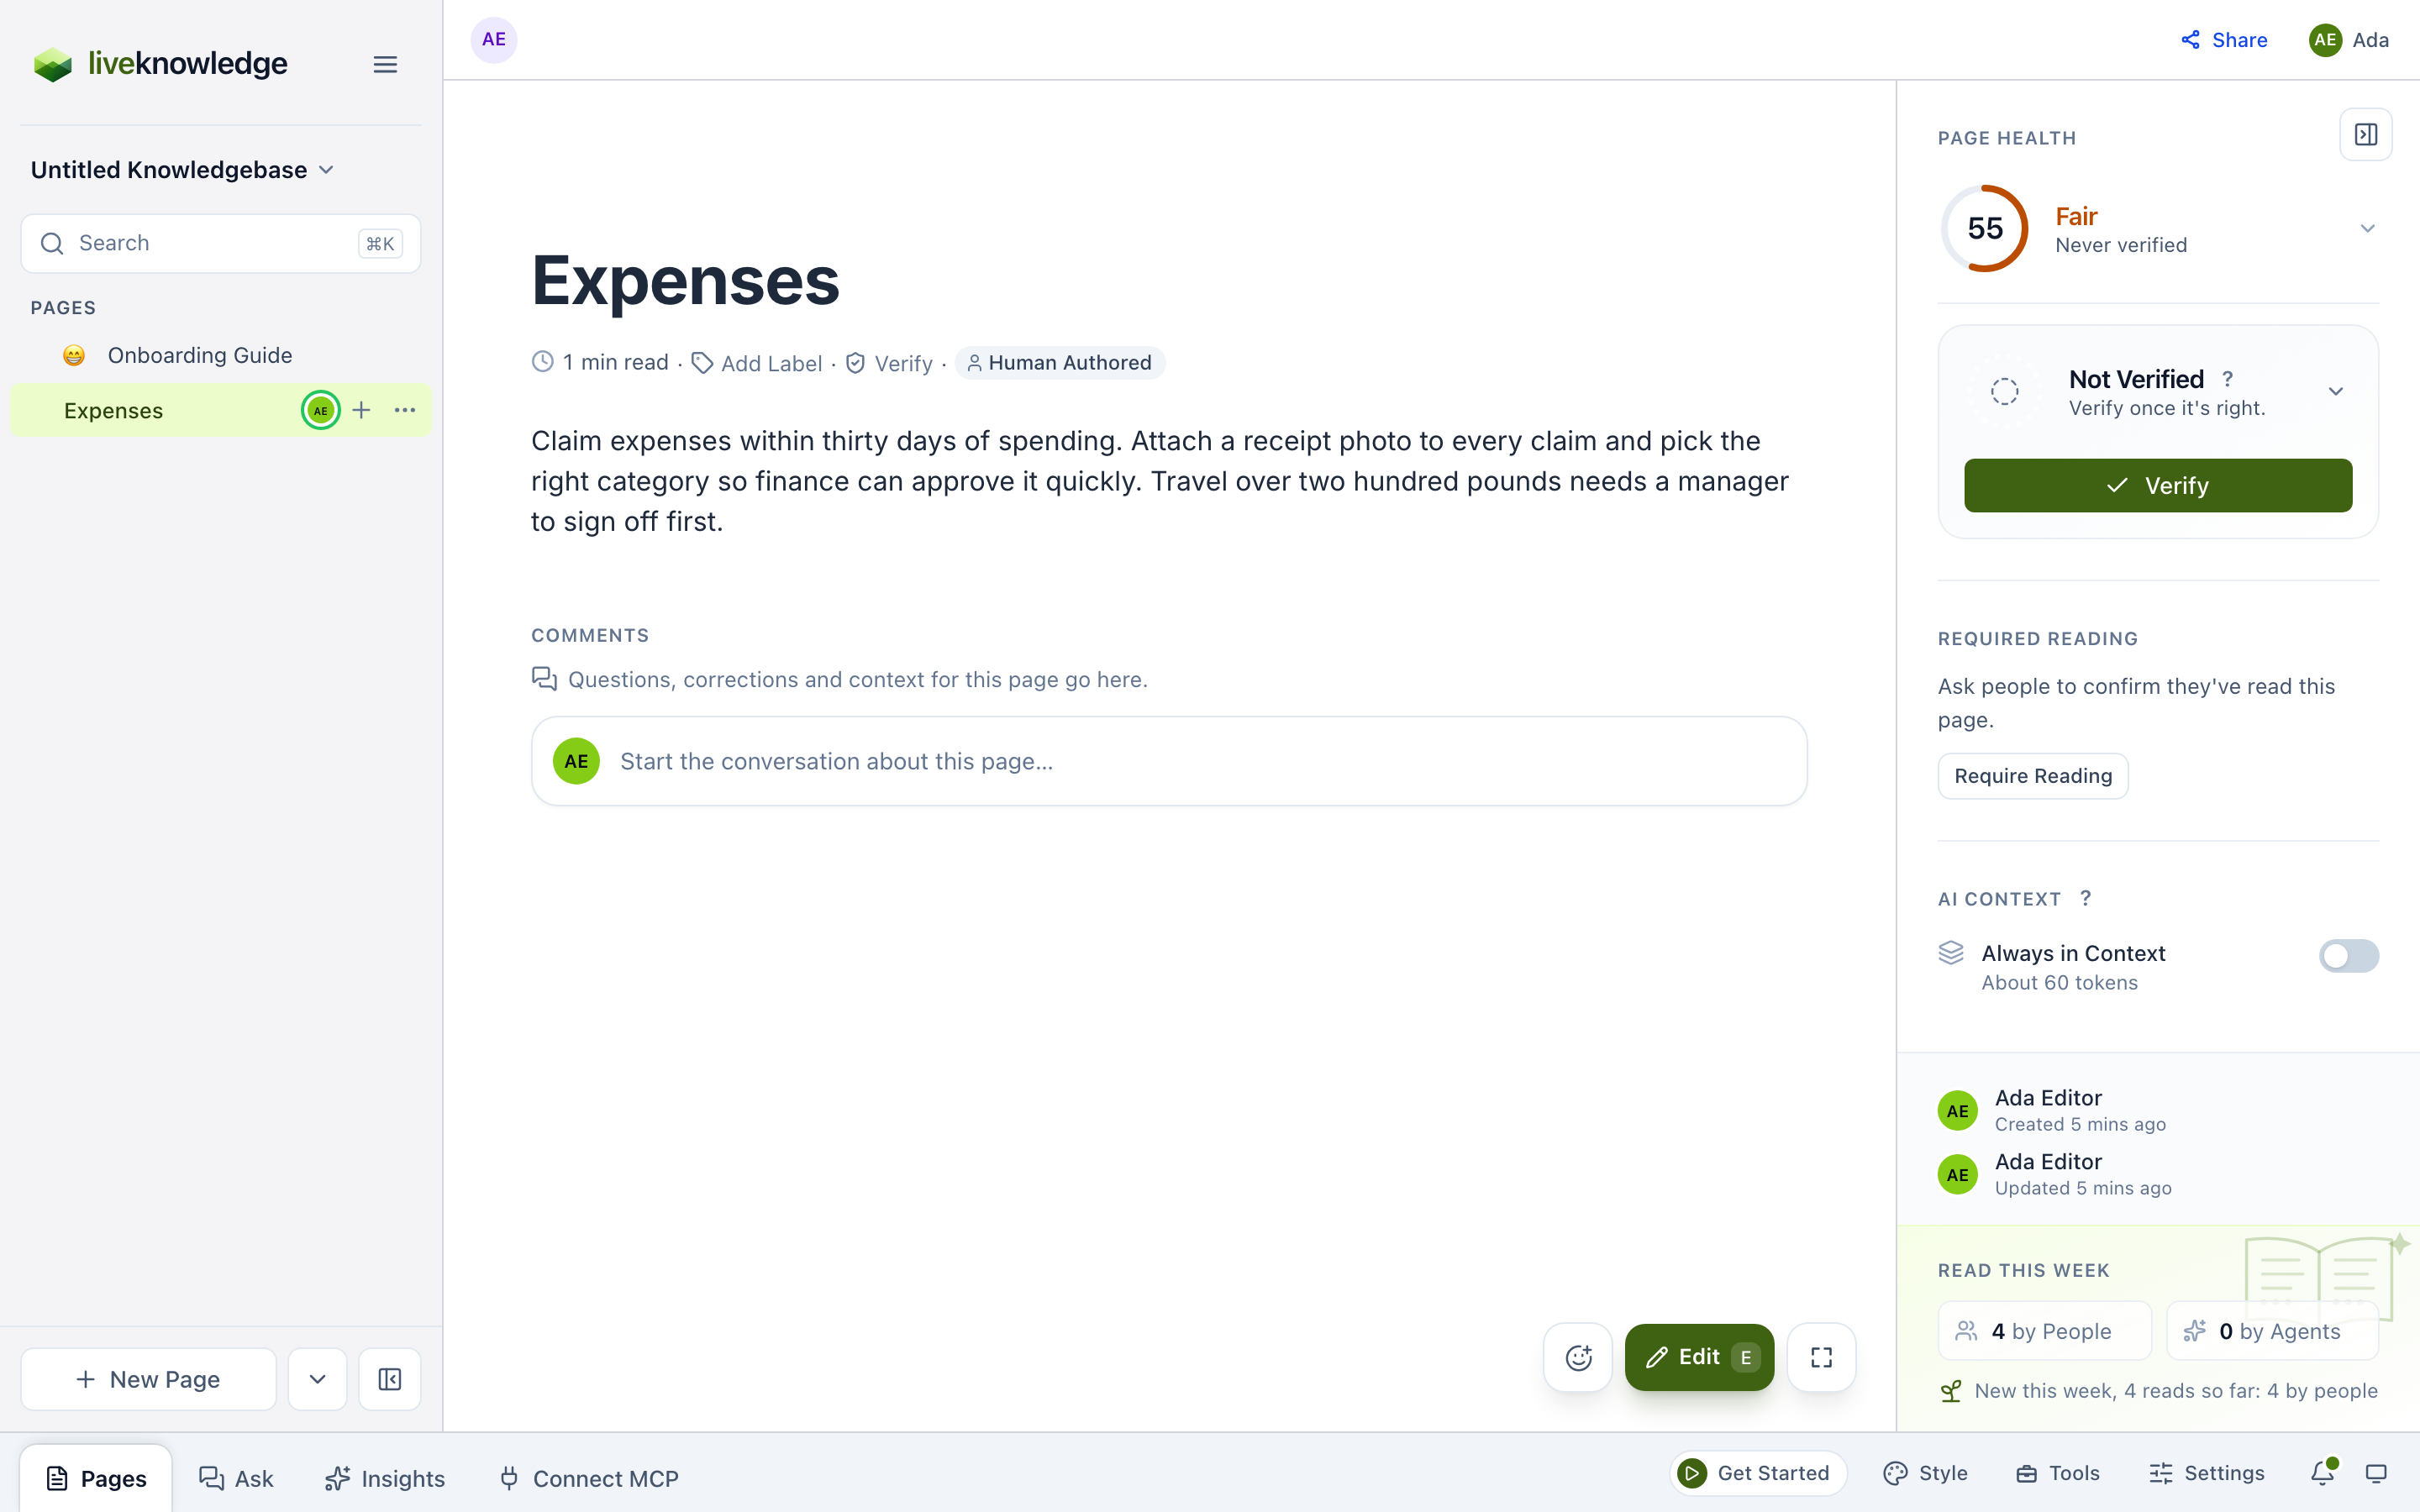 liveknowledge
Untitled Knowledgebase
Search
⌘K
PAGES
😁 Onboarding Guide
Expenses
AE
New Page
AE
Share
AE
Ada
Expenses
1 min read · Add Label · Verify · Human Authored
Claim expenses within thirty days of spending. Attach a receipt photo to every claim and pick the
right category so finance can approve it quickly. Travel over two hundred pounds needs a manager
to sign off first.
COMMENTS
Questions, corrections and context for this page go here.
AE
Start the conversation about this page...
Edit E
PAGE HEALTH
55
Fair
Never verified
Not Verified ?
Verify once it's right.
Verify
REQUIRED READING
Ask people to confirm they've read this
page.
Require Reading
AI CONTEXT ?
Always in Context
About 60 tokens
AE
Ada Editor
Created 5 mins ago
AE
Ada Editor
Updated 5 mins ago
READ THIS WEEK
4 by People
0 by Agents
New this week, 4 reads so far: 4 by people
Pages
Ask
Insights
Connect MCP
Get Started
Style
Tools
Settings